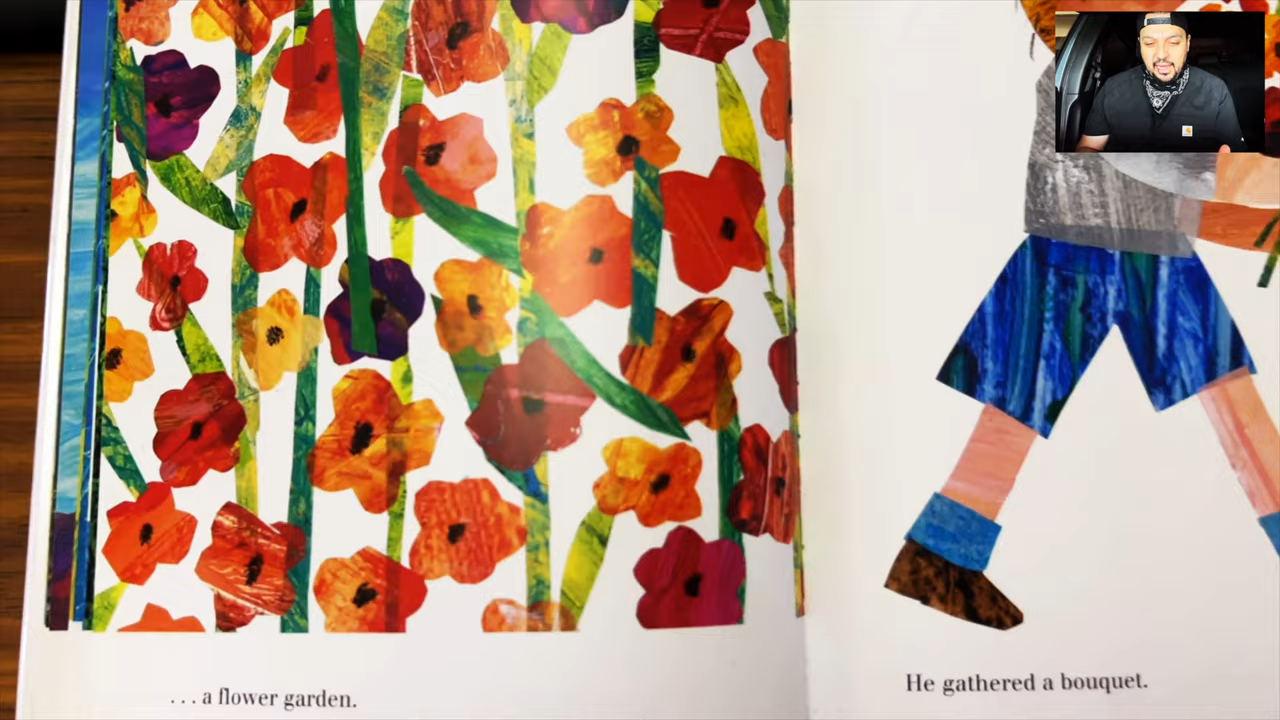 . . . a flower garden.
He gathered a bouquet.